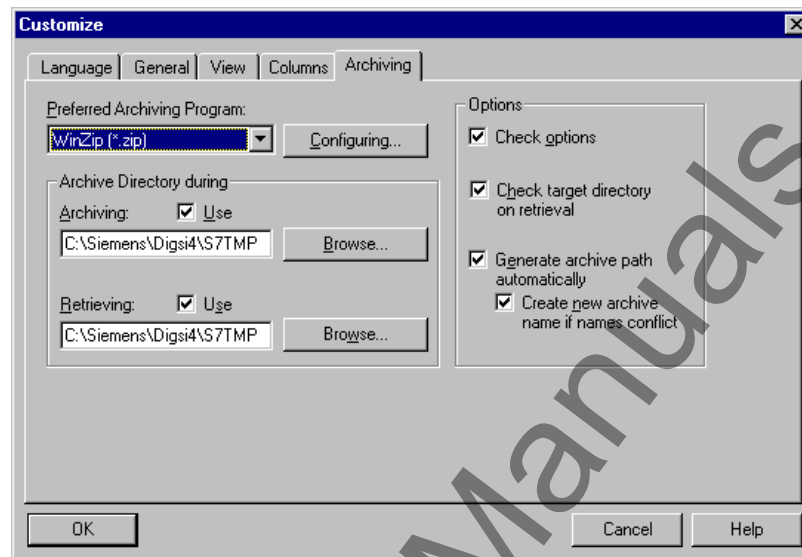 Customize
Language General View Columns Archiving
Preferred Archiving Program:
WinZip (*.zip)
Configuring...
Archive Directory during
Archiving: Use
C:\Siemens\Digsi4\S7TMP
Browse...
Retrieving: Use
C:\Siemens\Digsi4\S7TMP
Browse...
Options
Check options
Check target directory
on retrieval
Generate archive path
automatically
Create new archive
name if names conflict
OK
Cancel
Help
Manuals